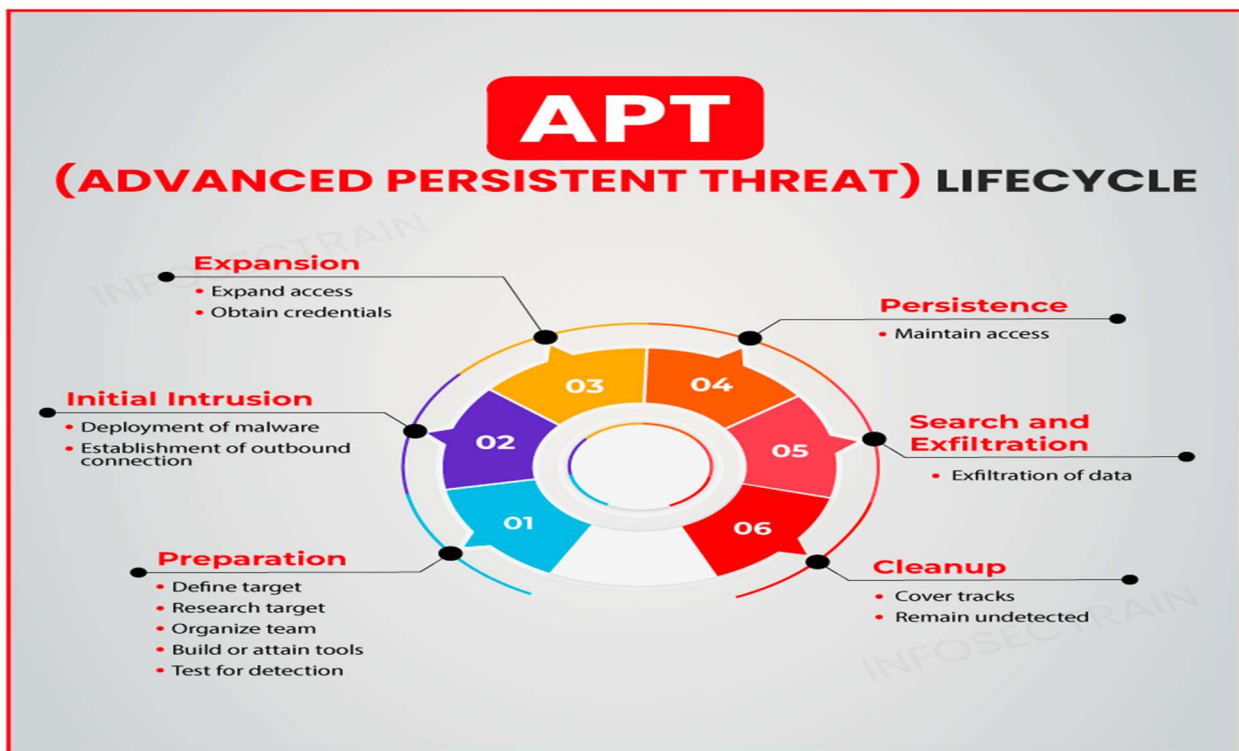 APT
(ADVANCED PERSISTENT THREAT) LIFECYCLE
INFOSECTRAIN
Expansion
• Expand access
• Obtain credentials
Persistence
• Maintain access
Initial Intrusion
• Deployment of malware
• Establishment of outbound
connection
Search and
Exfiltration
• Exfiltration of data
Preparation
• Define target
• Research target
• Organize team
• Build or attain tools
• Test for detection
Cleanup
• Cover tracks
• Remain undetected
01
02
03
04
05
06
INFOSECTRAIN